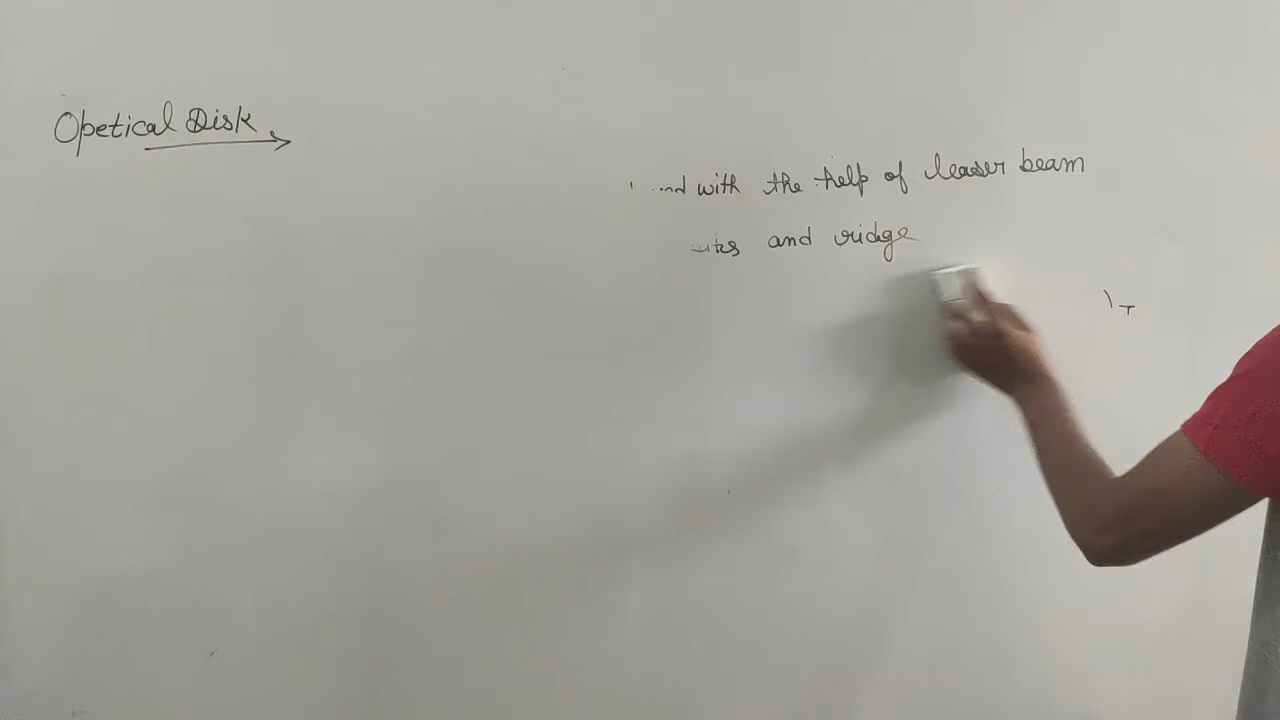 Opetical Disk
with the help of leaser beam
and ridge